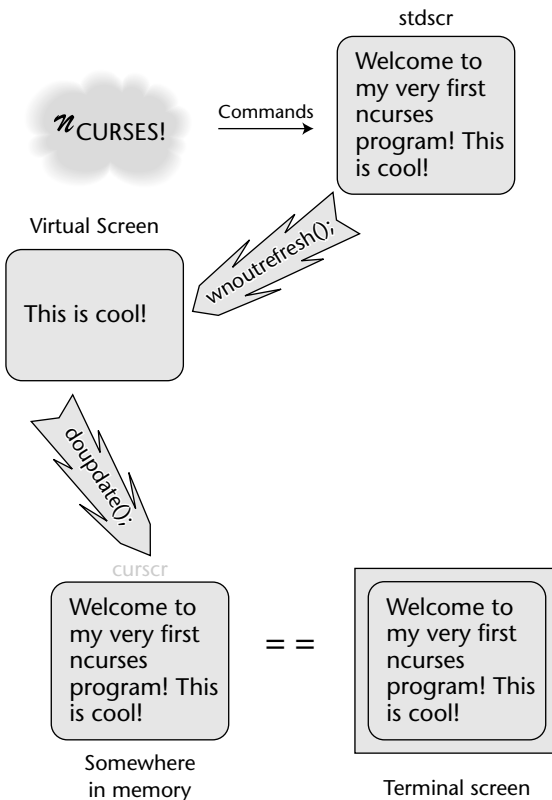 stdscr
nCURSES!
Commands
Welcome to
my very first
ncurses
program! This
is cool!
wnoutrefresh();
Virtual Screen
This is cool!
doupdate();
curscr
Welcome to
my very first
ncurses
program! This
is cool!
Somewhere
in memory
= =
Welcome to
my very first
ncurses
program! This
is cool!
Terminal screen